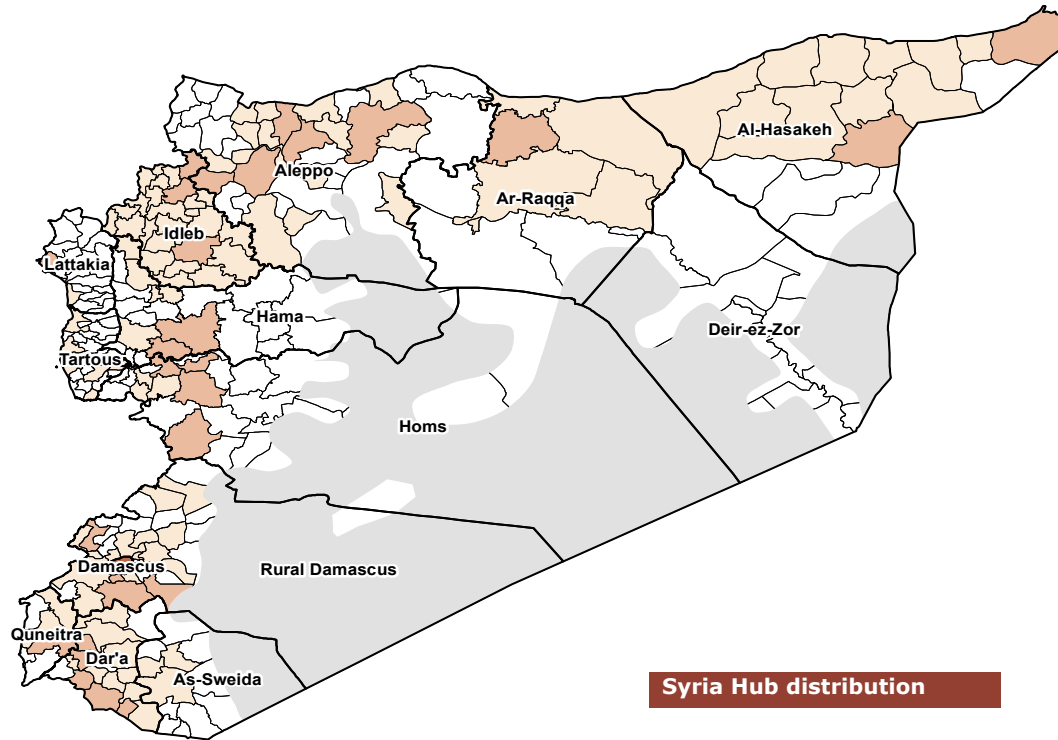 Al-Hasakeh
Aleppo
Ar-Raqqa
Idleb
Lattakia
Hama
Deir-ez-Zor
Tartous
Homs
Damascus
Rural Damascus
Quneitra
Dar'a
As-Sweida
Syria Hub distribution